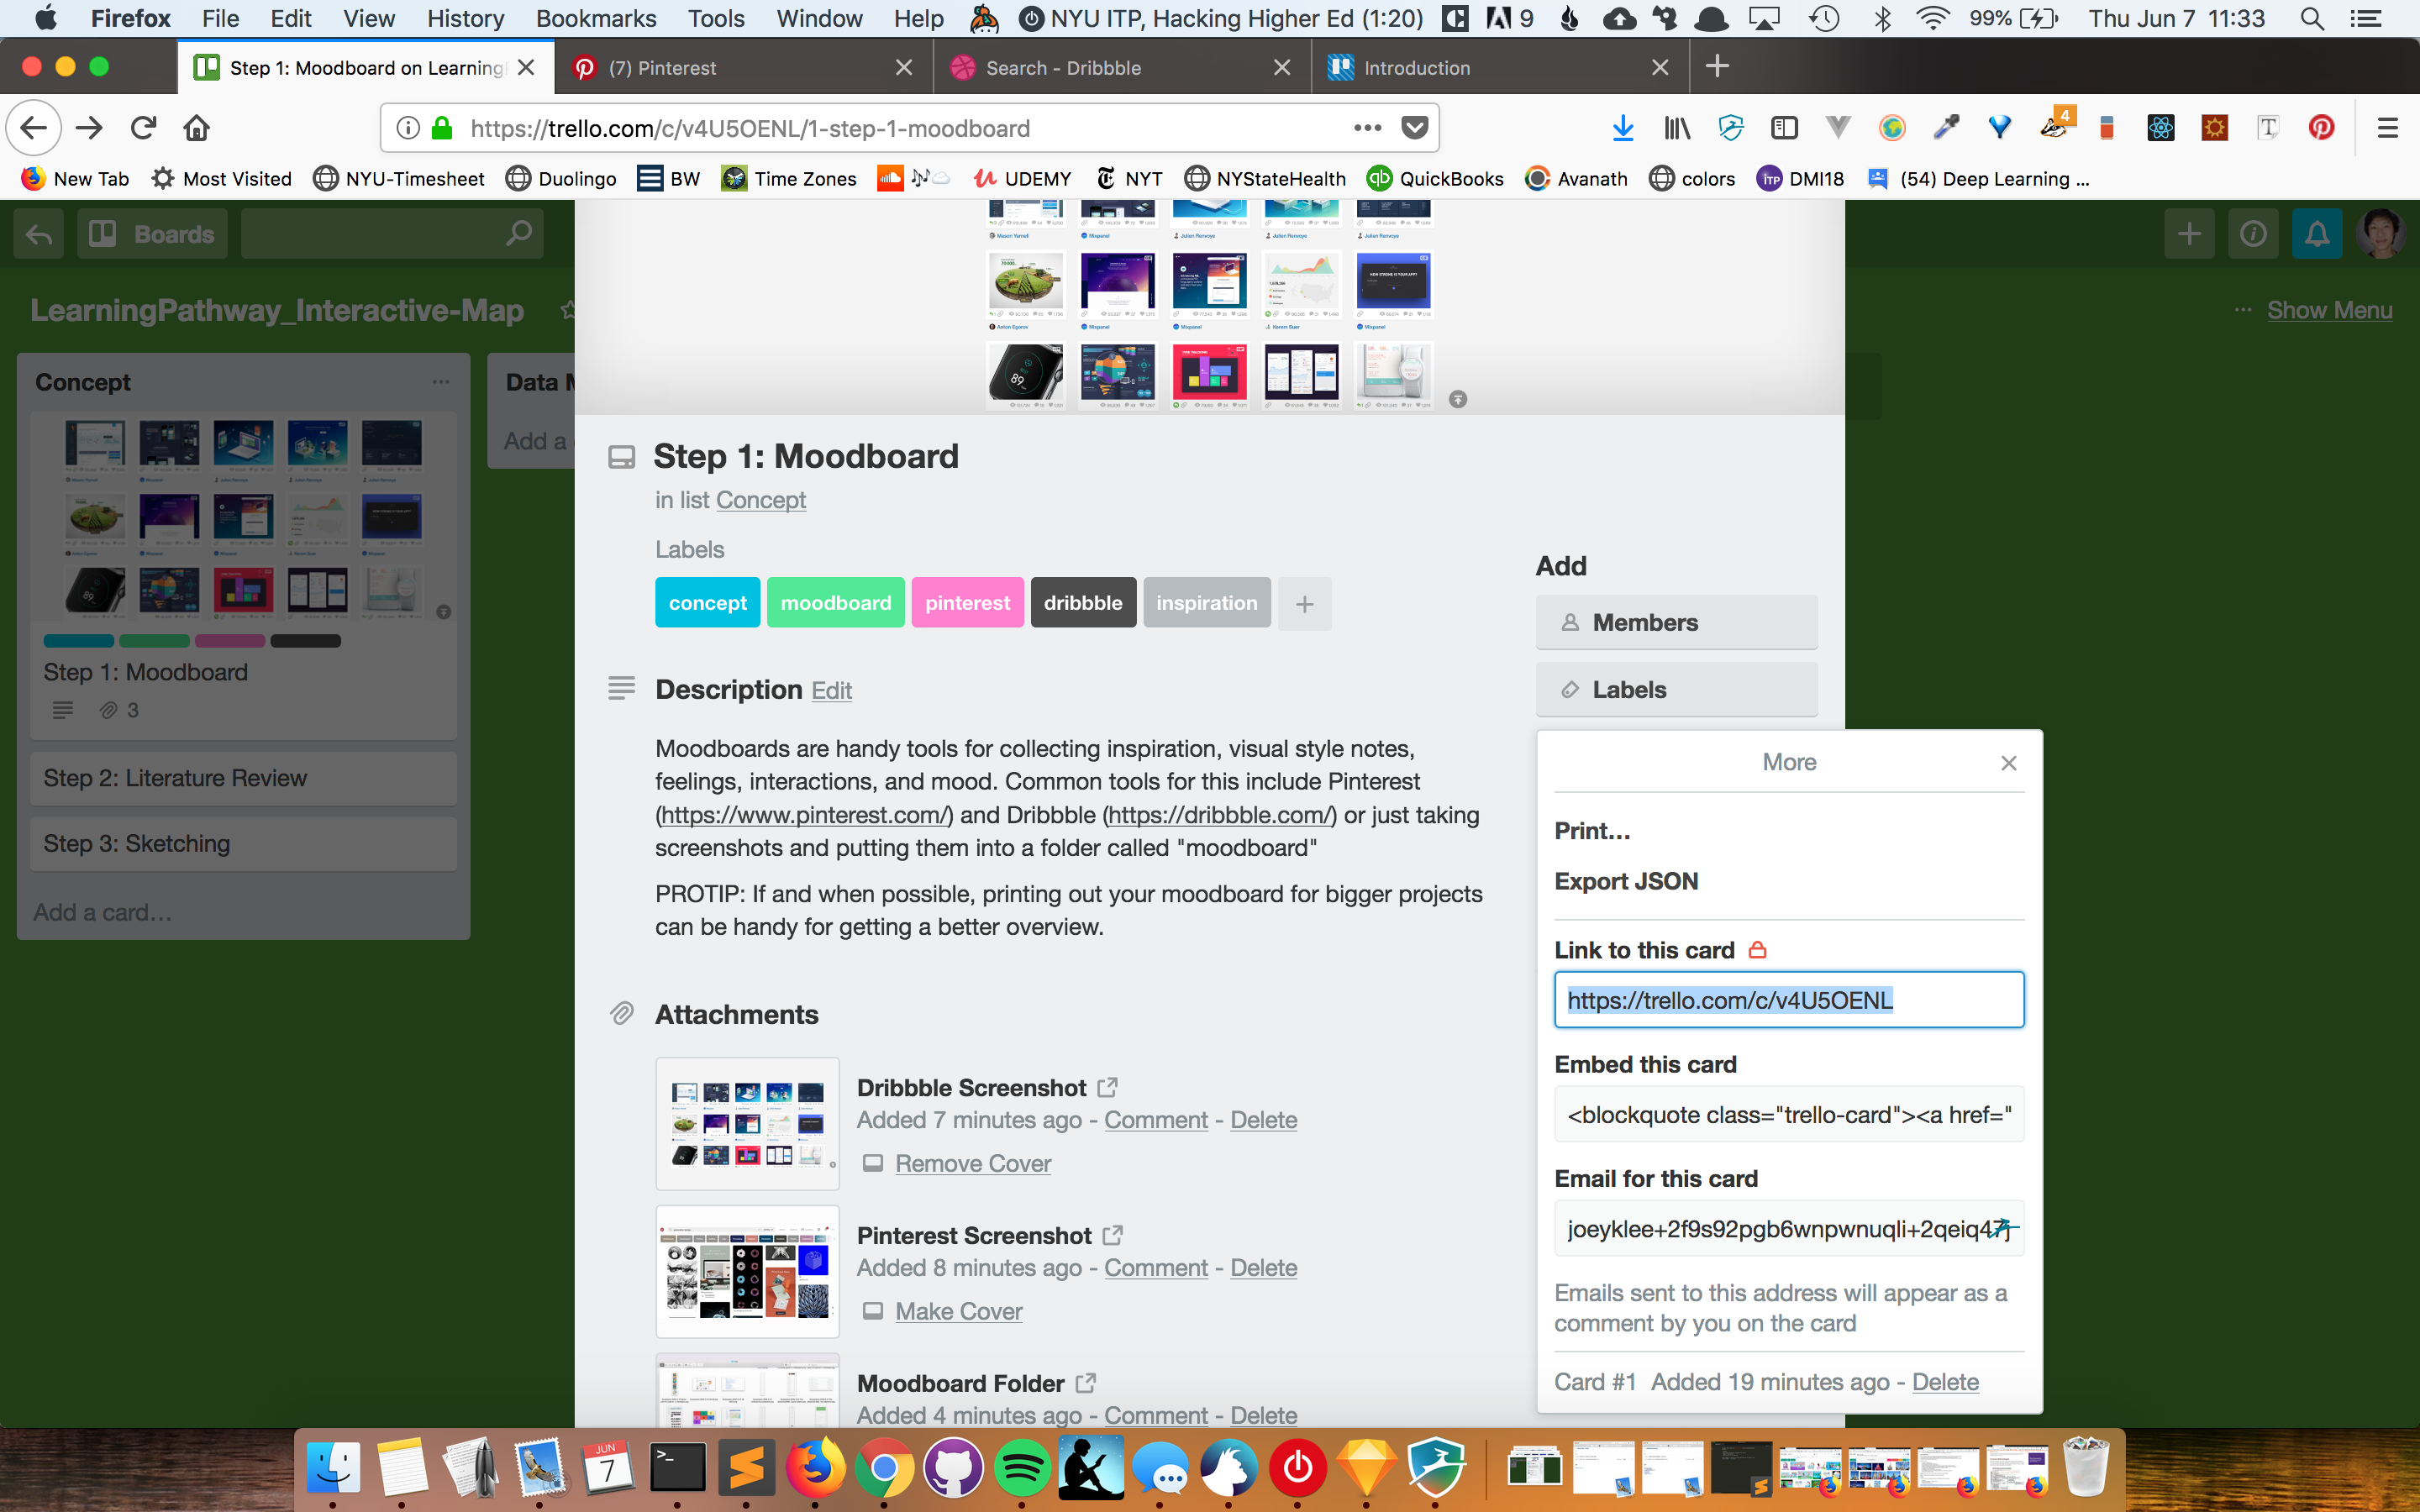 Firefox File Edit View History Bookmarks Tools Window Help NYU ITP, Hacking Higher Ed (1:20) 9 99% Thu Jun 7 11:33
Step 1: Moodboard on Learning (7) Pinterest Search - Dribbble Introduction
https://trello.com/c/v4U5OENL/1-step-1-moodboard
4
New Tab Most Visited NYU-Timesheet Duolingo BW Time Zones UDEMY NYT NYStateHealth QuickBooks Avanath colors DMI18 (54) Deep Learning ...
Boards
LearningPathway_Interactive-Map
... Show Menu
Concept ...
Step 1: Moodboard
3
Step 2: Literature Review
Step 3: Sketching
Add a card...
Data
Add a
Step 1: Moodboard
in list Concept
Labels
concept moodboard pinterest dribbble inspiration +
Description Edit
Moodboards are handy tools for collecting inspiration, visual style notes,
feelings, interactions, and mood. Common tools for this include Pinterest
(https://www.pinterest.com/) and Dribbble (https://dribbble.com/) or just taking
screenshots and putting them into a folder called "moodboard"
PROTIP: If and when possible, printing out your moodboard for bigger projects
can be handy for getting a better overview.
Attachments
Dribbble Screenshot
Added 7 minutes ago - Comment - Delete
Remove Cover
Pinterest Screenshot
Added 8 minutes ago - Comment - Delete
Make Cover
Moodboard Folder
Added 4 minutes ago - Comment - Delete
Add
Members
Labels
More
Print...
Export JSON
Link to this card
https://trello.com/c/v4U5OENL
Embed this card
<blockquote class="trello-card"><a href="
Email for this card
joeyklee+2f9s92pgb6wnpwnuqli+2qeiq47j
Emails sent to this address will appear as a
comment by you on the card
Card #1 Added 19 minutes ago - Delete
JUN
7